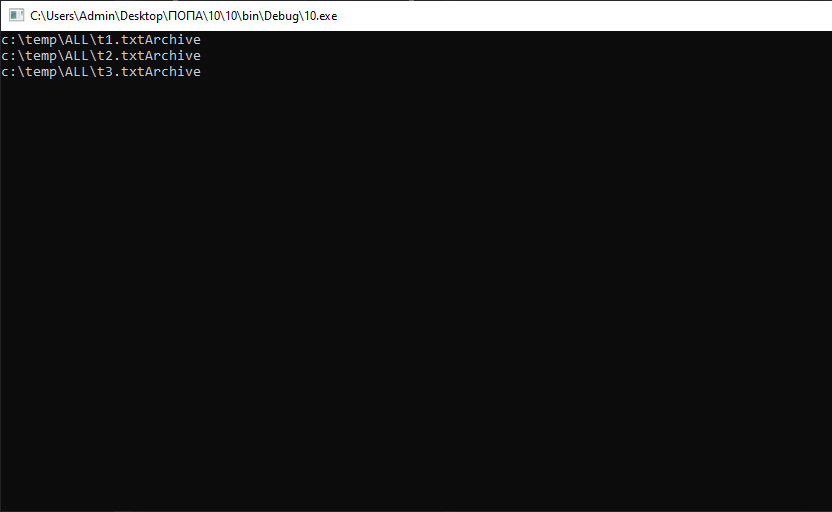 C:\Users\Admin\Desktop\ПОПА\10\10\bin\Debug\10.exe
c:\temp\ALL\t1.txtArchive
c:\temp\ALL\t2.txtArchive
c:\temp\ALL\t3.txtArchive